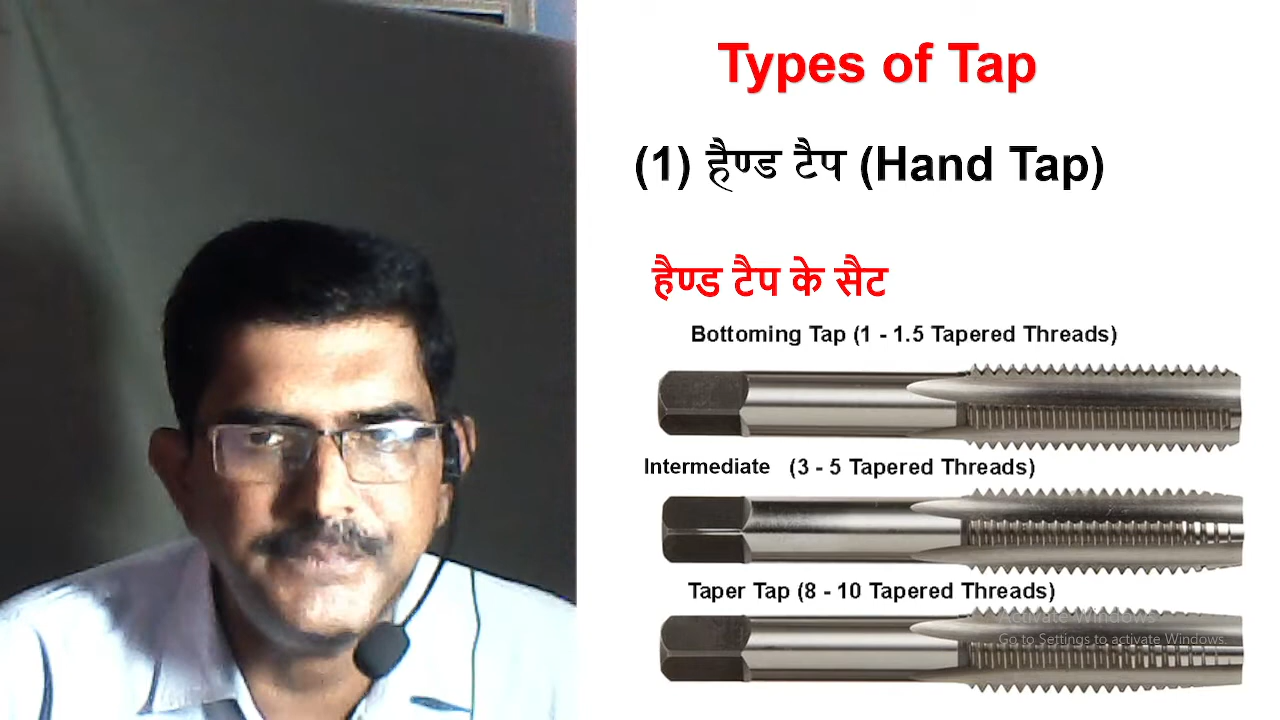 Types of Tap
(1) हैण्ड टैप (Hand Tap)
हैण्ड टैप के सैट
Bottoming Tap (1 - 1.5 Tapered Threads)
Intermediate (3 - 5 Tapered Threads)
Taper Tap (8 - 10 Tapered Threads)
Activate Windows
Go to Settings to activate Windows.